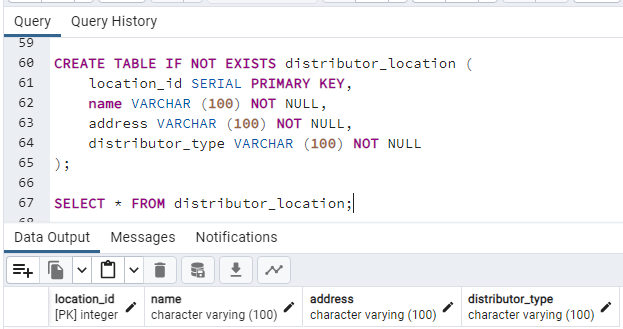 Query Query History
59
60 CREATE TABLE IF NOT EXISTS distributor_location (
61 location_id SERIAL PRIMARY KEY,
62 name VARCHAR (100) NOT NULL,
63 address VARCHAR (100) NOT NULL,
64 distributor_type VARCHAR (100) NOT NULL
65 );
66
67 SELECT * FROM distributor_location;
68
Data Output Messages Notifications
location_id name address distributor_type
[PK] integer character varying (100) character varying (100) character varying (100)